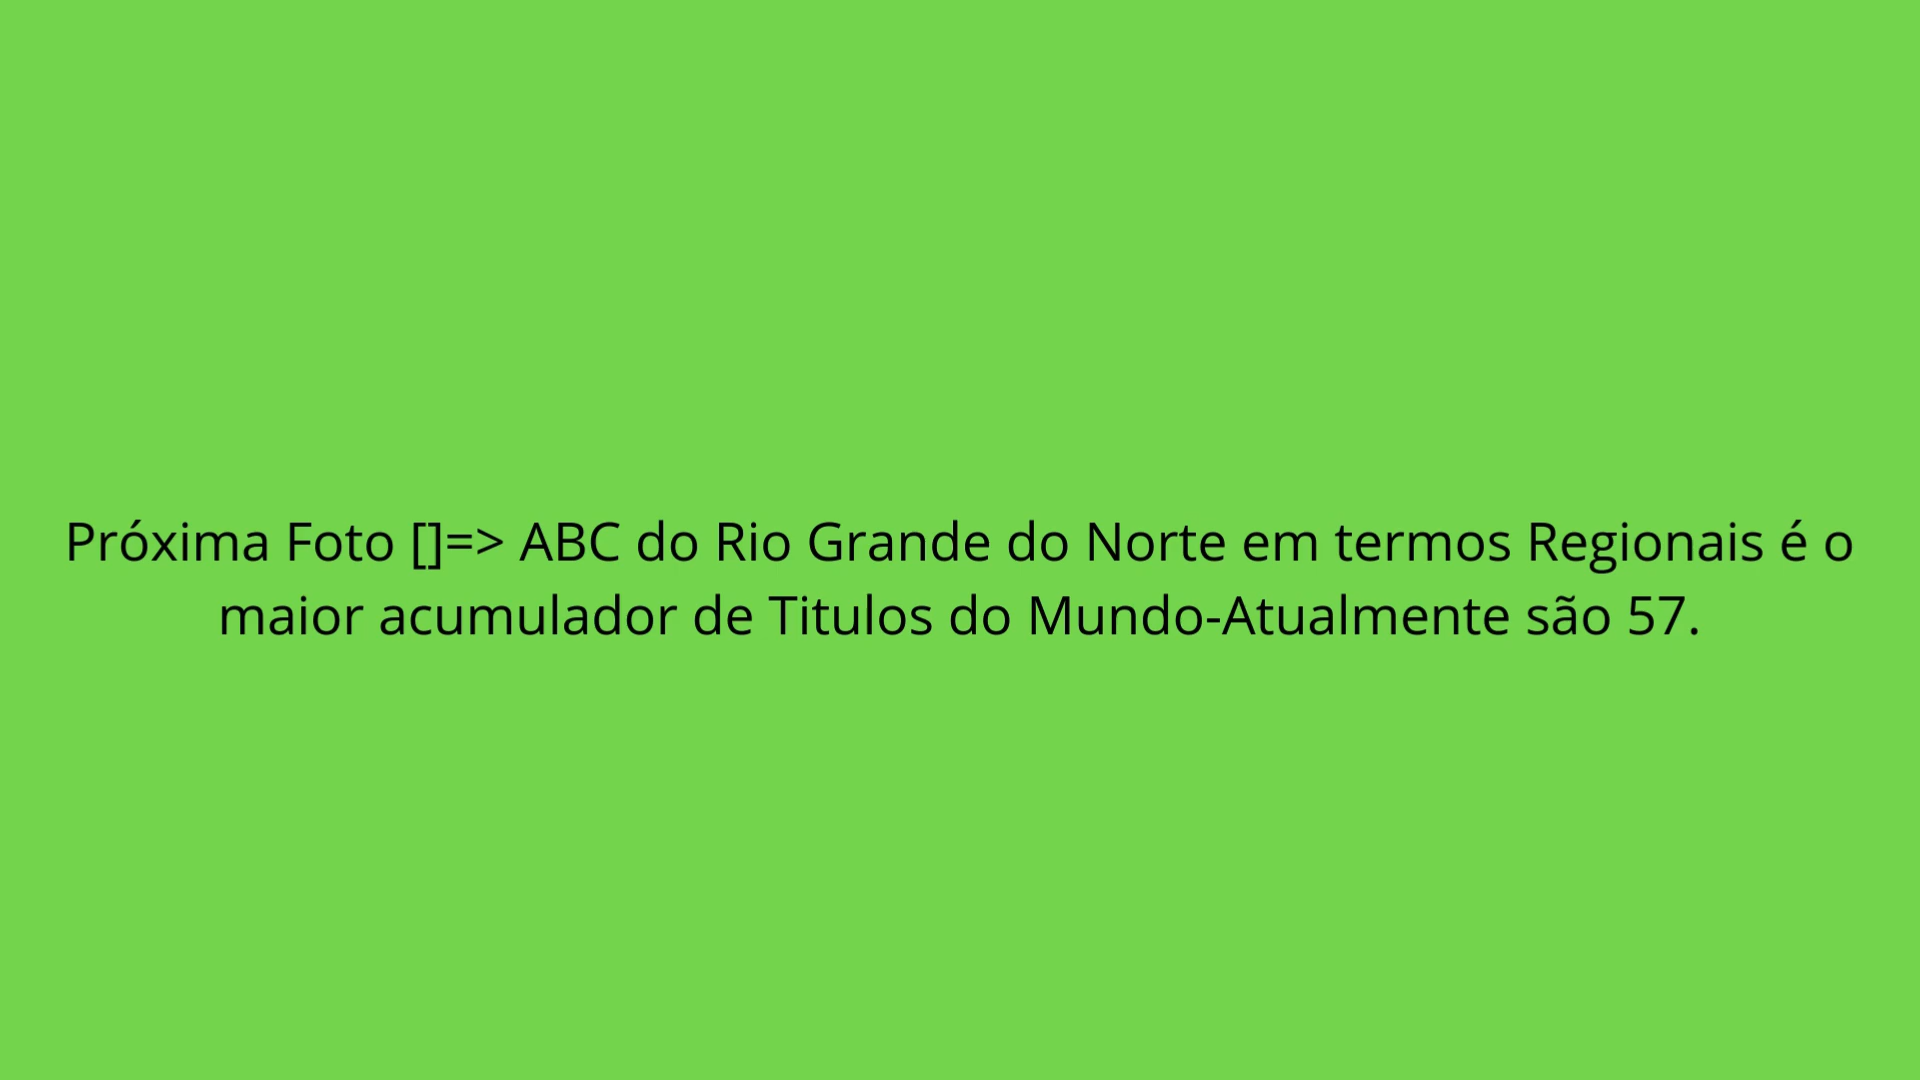 Próxima Foto []=> ABC do Rio Grande do Norte em termos Regionais é o
maior acumulador de Titulos do Mundo-Atualmente são 57.